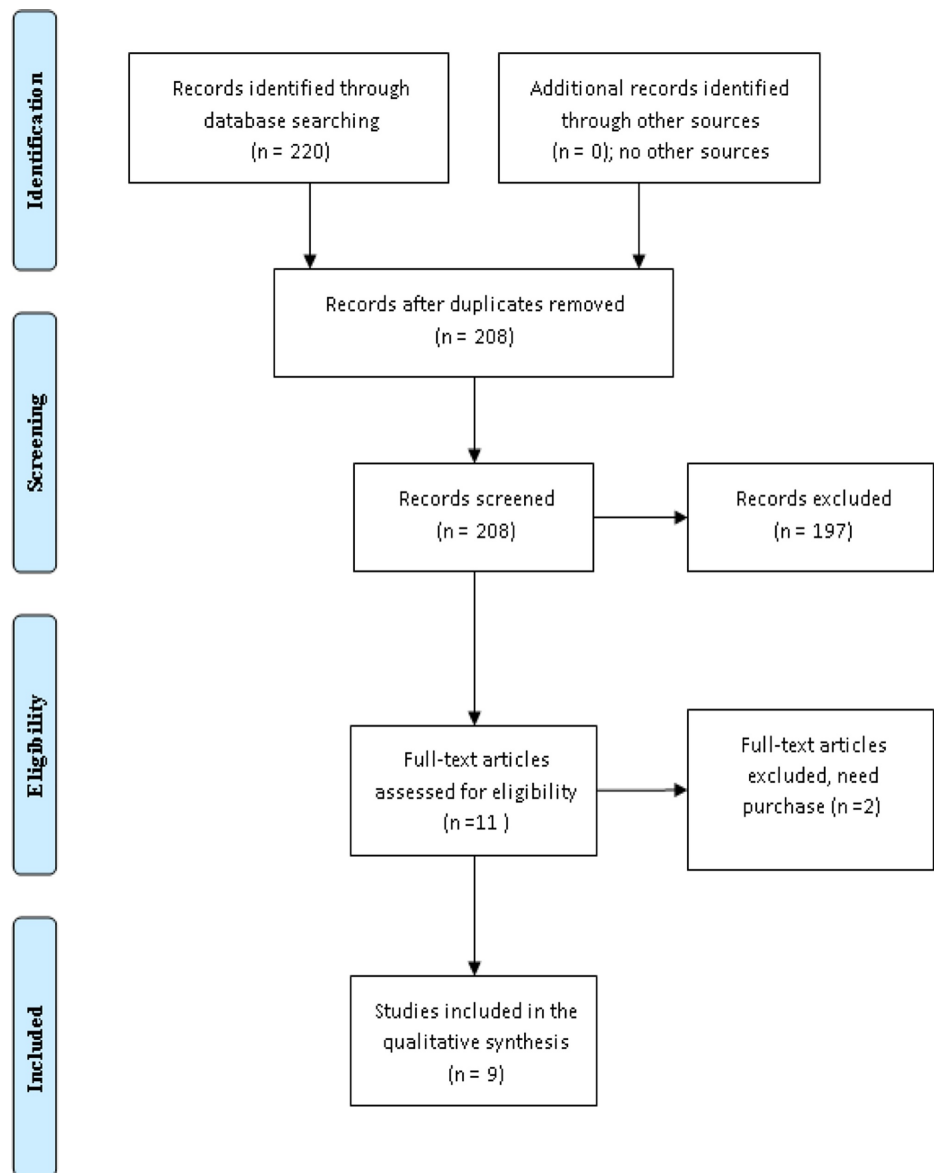 Identification
Records identified through
database searching
(n = 220)
Additional records identified
through other sources
(n = 0); no other sources
Records after duplicates removed
(n = 208)
Screening
Records screened
(n = 208)
Records excluded
(n = 197)
Eligibility
Full-text articles
assessed for eligibility
(n =11 )
Full-text articles
excluded, need
purchase (n =2)
Included
Studies included in the
qualitative synthesis
(n = 9)